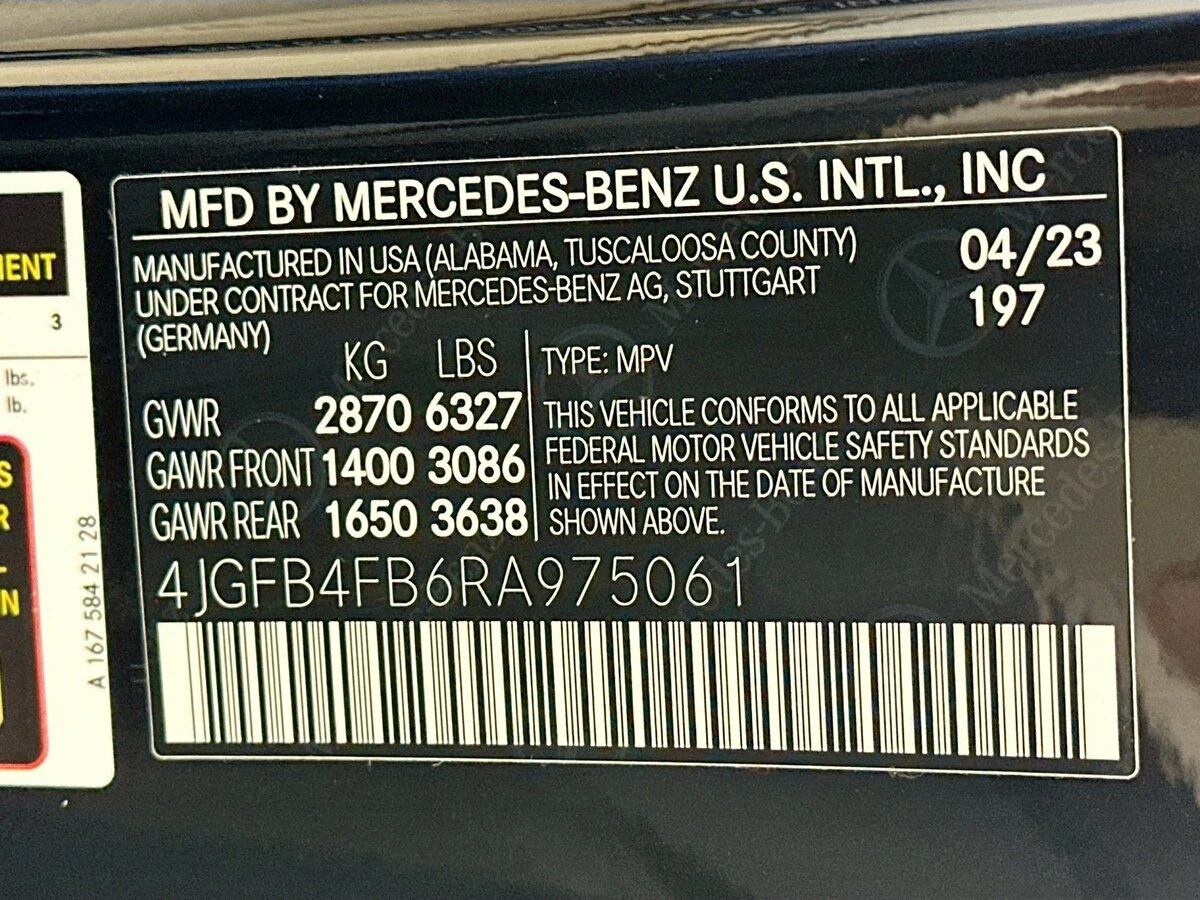 MFD BY MERCEDES-BENZ U.S. INTL., INC
MANUFACTURED IN USA (ALABAMA, TUSCALOOSA COUNTY)
UNDER CONTRACT FOR MERCEDES-BENZ AG, STUTTGART
(GERMANY)
04/23
197
KG LBS
GVWR 2870 6327
GAWR FRONT 1400 3086
GAWR REAR 1650 3638
TYPE: MPV
THIS VEHICLE CONFORMS TO ALL APPLICABLE
FEDERAL MOTOR VEHICLE SAFETY STANDARDS
IN EFFECT ON THE DATE OF MANUFACTURE
SHOWN ABOVE.
4JGFB4FB6RA975061
3
lbs.
lb.
A 167 584 21 28